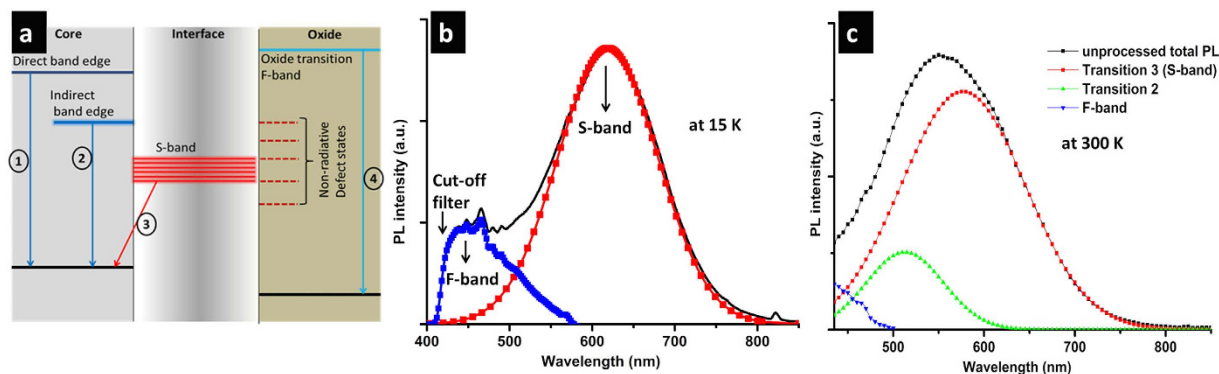 a
Core
Interface
Oxide
Direct band edge
Oxide transition
F-band
Indirect
band edge
S-band
Non-radiative
Defect states
1
2
3
4
b
PL intensity (a.u.)
S-band
at 15 K
Cut-off
filter
F-band
400
500
600
700
800
Wavelength (nm)
c
PL intensity (a.u.)
unprocessed total PL
Transition 3 (S-band)
Transition 2
F-band
at 300 K
500
600
700
800
Wavelength (nm)